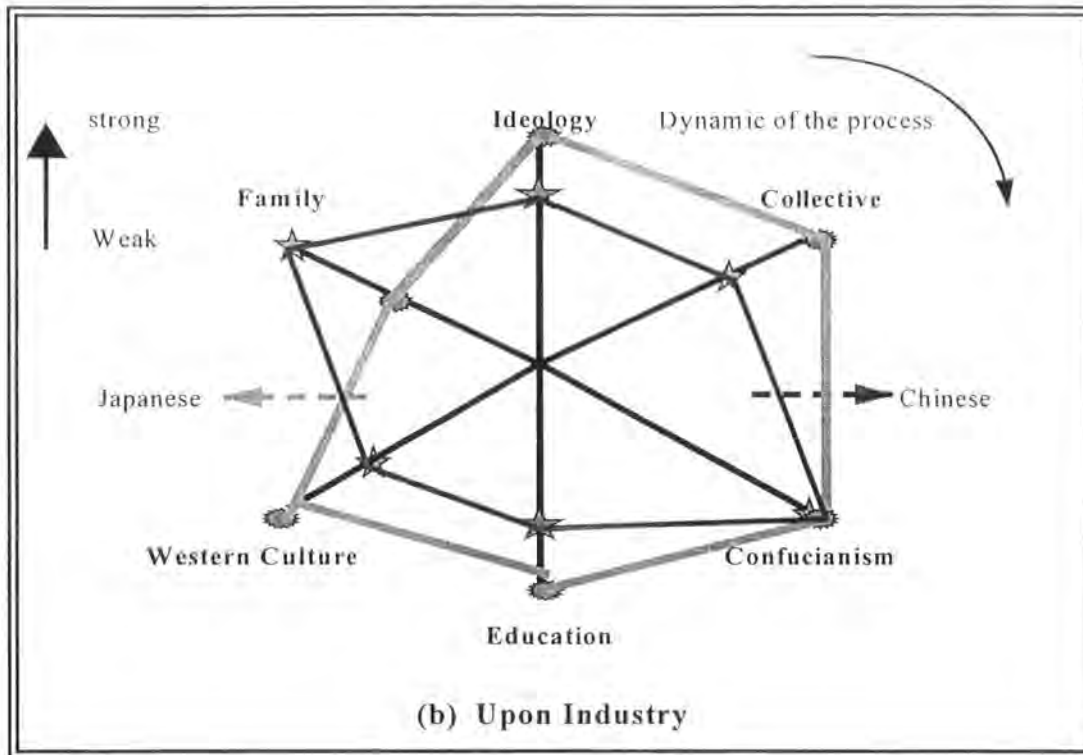 Ideology
strong
Dynamic of the process
Family
Collective
Weak
Japanese
Chinese
Western Culture
Confucianism
Education
(b) Upon Industry